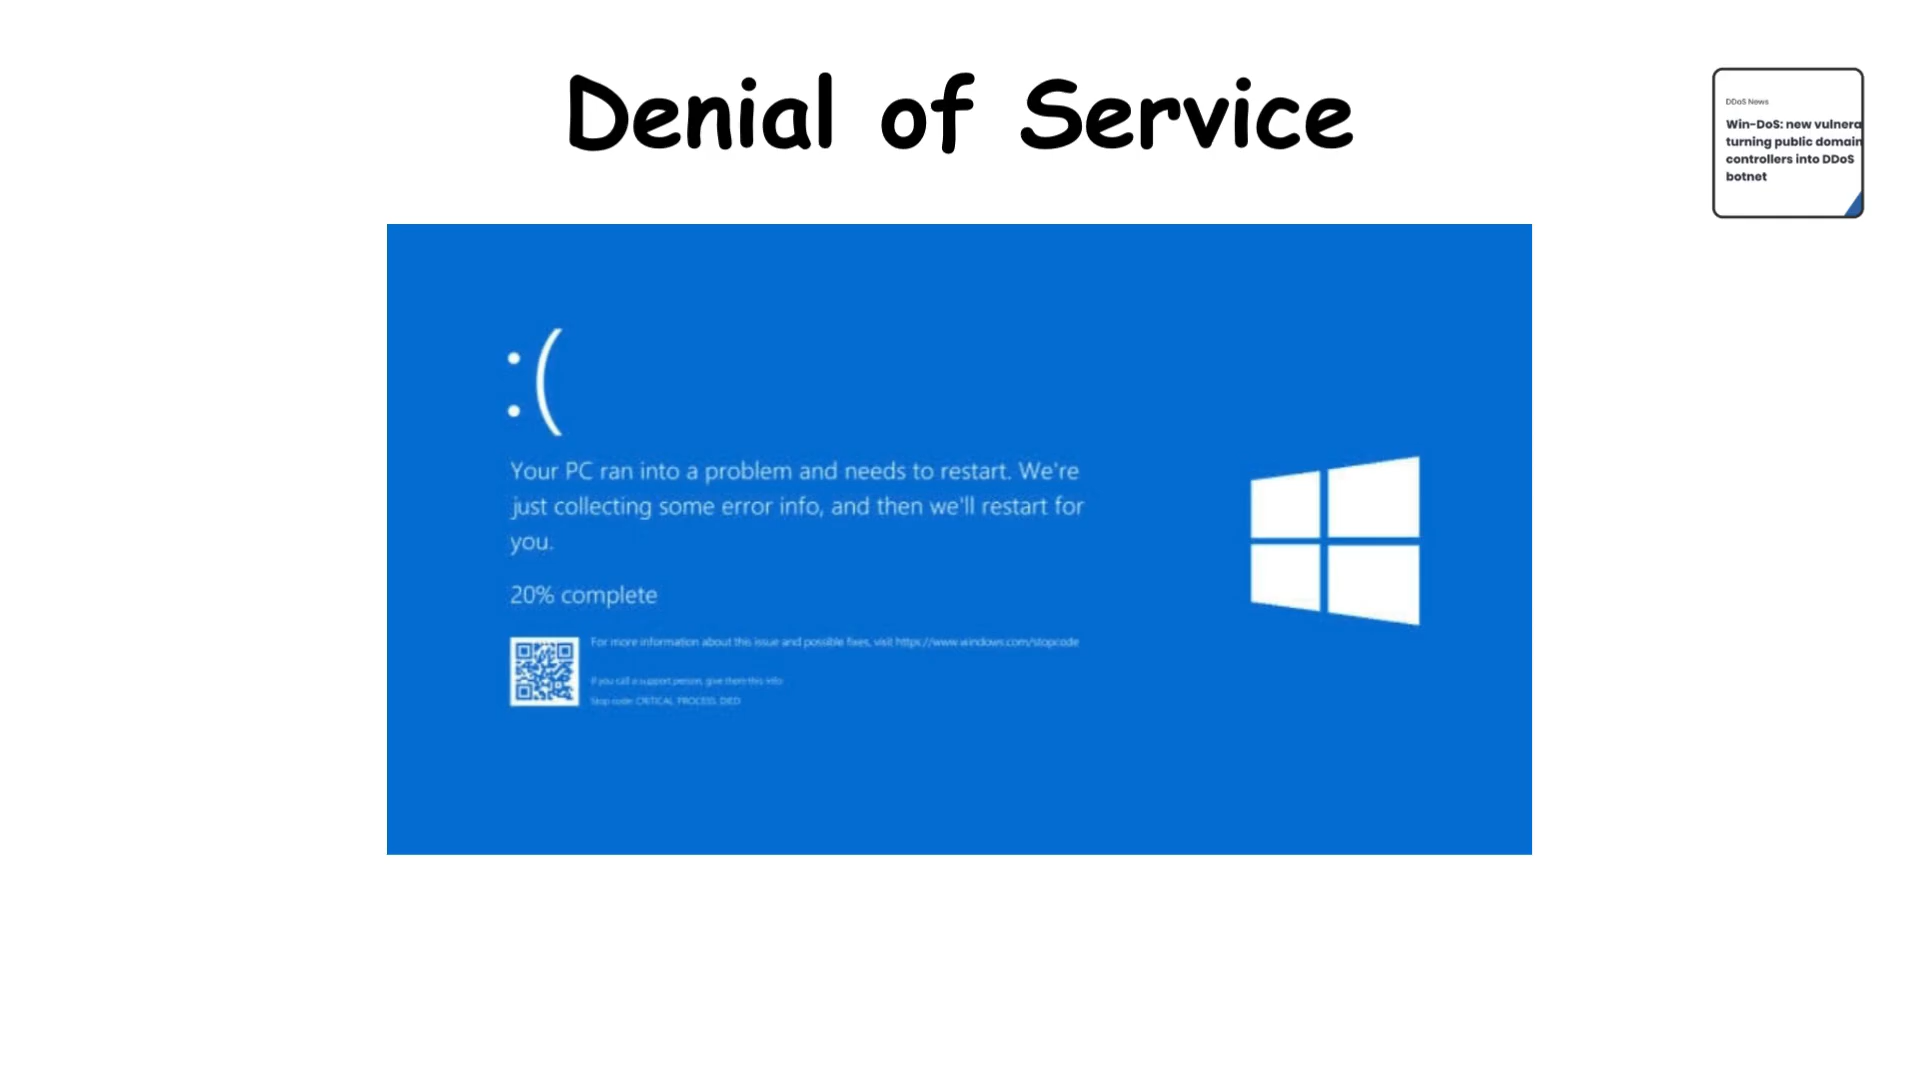 Denial of Service
DDoS News
Win-DoS: new vulnera
turning public domain
controllers into DDoS
botnet
:(
Your PC ran into a problem and needs to restart. We're
just collecting some error info, and then we'll restart for
you.
20% complete
For more information about this issue and possible fixes, visit https://www.windows.com/stopcode
If you call a support person, give them this info:
Stop code: CRITICAL_PROCESS_DIED